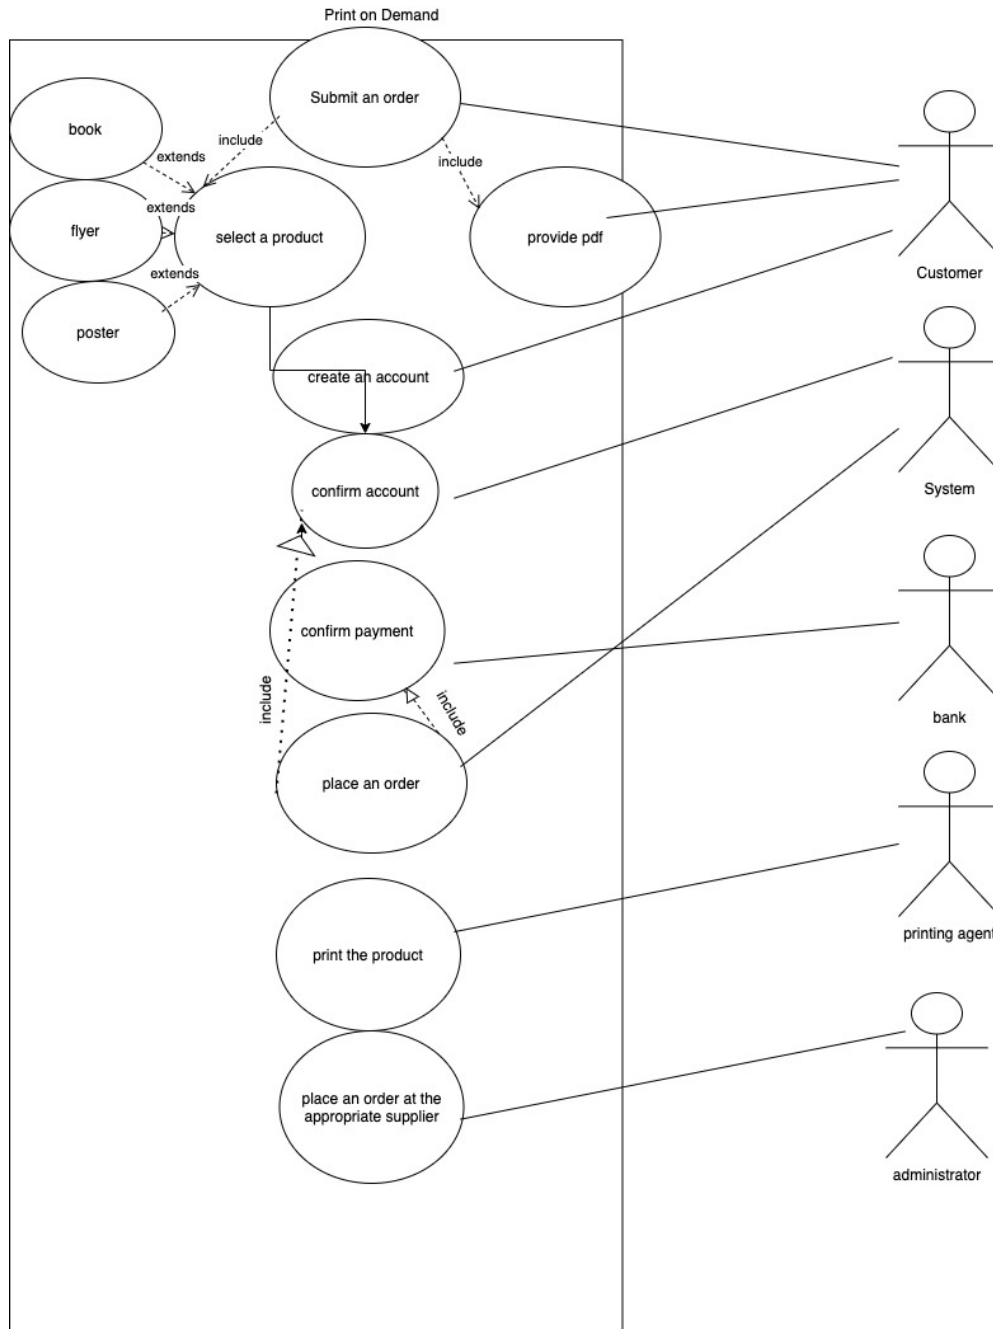 Print on Demand
Submit an order
book
include
extends
include
extends
flyer
select a product
provide pdf
extends
Customer
poster
create an account
confirm account
System
confirm payment
include
include
bank
place an order
printing agent
print the product
place an order at the
appropriate supplier
administrator